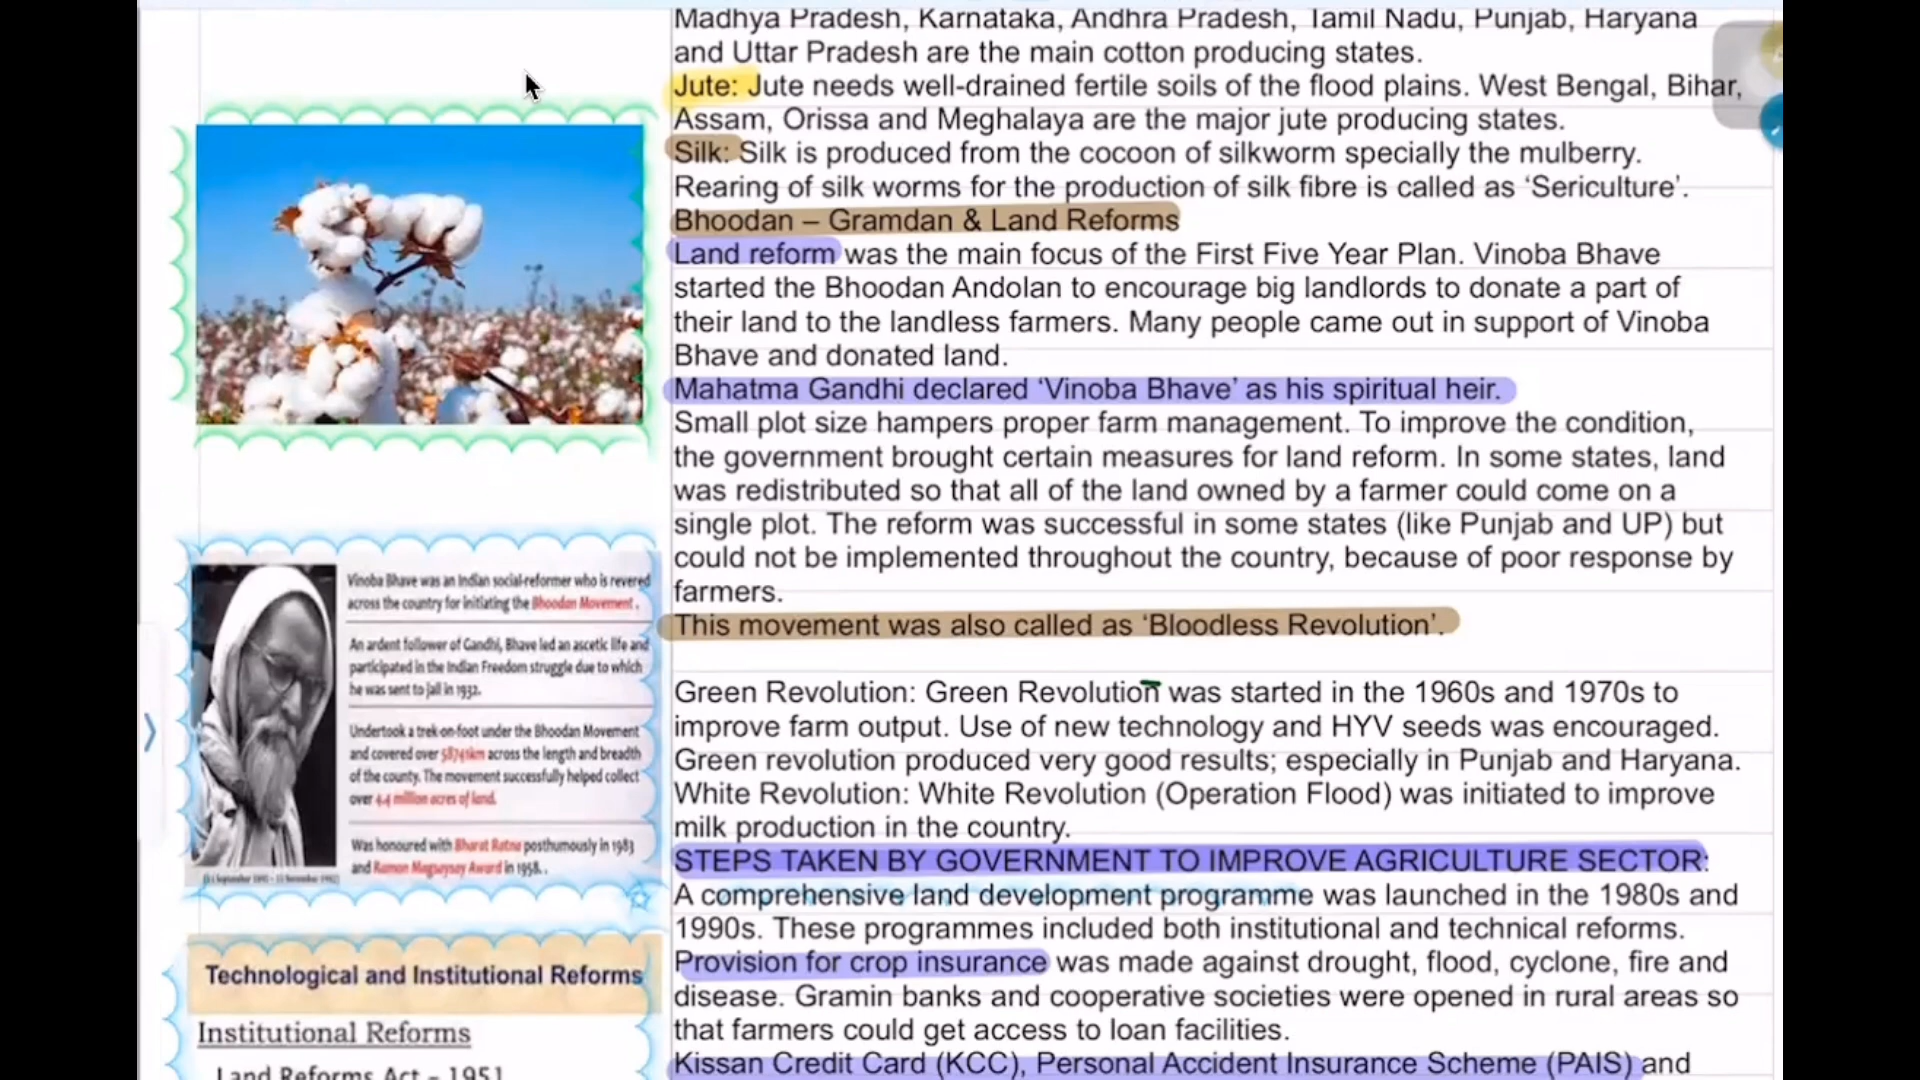 Madhya Pradesh, Karnataka, Andhra Pradesh, Tamil Nadu, Punjab, Haryana
and Uttar Pradesh are the main cotton producing states.
Jute: Jute needs well-drained fertile soils of the flood plains. West Bengal, Bihar,
Assam, Orissa and Meghalaya are the major jute producing states.
Silk: Silk is produced from the cocoon of silkworm specially the mulberry.
Rearing of silk worms for the production of silk fibre is called as ‘Sericulture’.
Bhoodan – Gramdan & Land Reforms
Land reform was the main focus of the First Five Year Plan. Vinoba Bhave
started the Bhoodan Andolan to encourage big landlords to donate a part of
their land to the landless farmers. Many people came out in support of Vinoba
Bhave and donated land.
Mahatma Gandhi declared ‘Vinoba Bhave’ as his spiritual heir.
Small plot size hampers proper farm management. To improve the condition,
the government brought certain measures for land reform. In some states, land
was redistributed so that all of the land owned by a farmer could come on a
single plot. The reform was successful in some states (like Punjab and UP) but
could not be implemented throughout the country, because of poor response by
farmers.
This movement was also called as ‘Bloodless Revolution’.
Green Revolution: Green Revolution was started in the 1960s and 1970s to
improve farm output. Use of new technology and HYV seeds was encouraged.
Green revolution produced very good results; especially in Punjab and Haryana.
White Revolution: White Revolution (Operation Flood) was initiated to improve
milk production in the country.
STEPS TAKEN BY GOVERNMENT TO IMPROVE AGRICULTURE SECTOR:
A comprehensive land development programme was launched in the 1980s and
1990s. These programmes included both institutional and technical reforms.
Provision for crop insurance was made against drought, flood, cyclone, fire and
disease. Gramin banks and cooperative societies were opened in rural areas so
that farmers could get access to loan facilities.
Kissan Credit Card (KCC), Personal Accident Insurance Scheme (PAIS) and
Vinoba Bhave was an Indian social-reformer who is revered
across the country for initiating the Bhoodan Movement.
An ardent follower of Gandhi, Bhave led an ascetic life and
participated in the Indian Freedom struggle due to which
he was sent to jail in 1932.
Undertook a trek on-foot under the Bhoodan Movement
and covered over 58741km across the length and breadth
of the county. The movement successfully helped collect
over 4.4 million acres of land.
Was honoured with Bharat Ratna posthumously in 1983
and Ramon Magsaysay Award in 1958..
Technological and Institutional Reforms
Institutional Reforms
Land Reforms Act – 1951